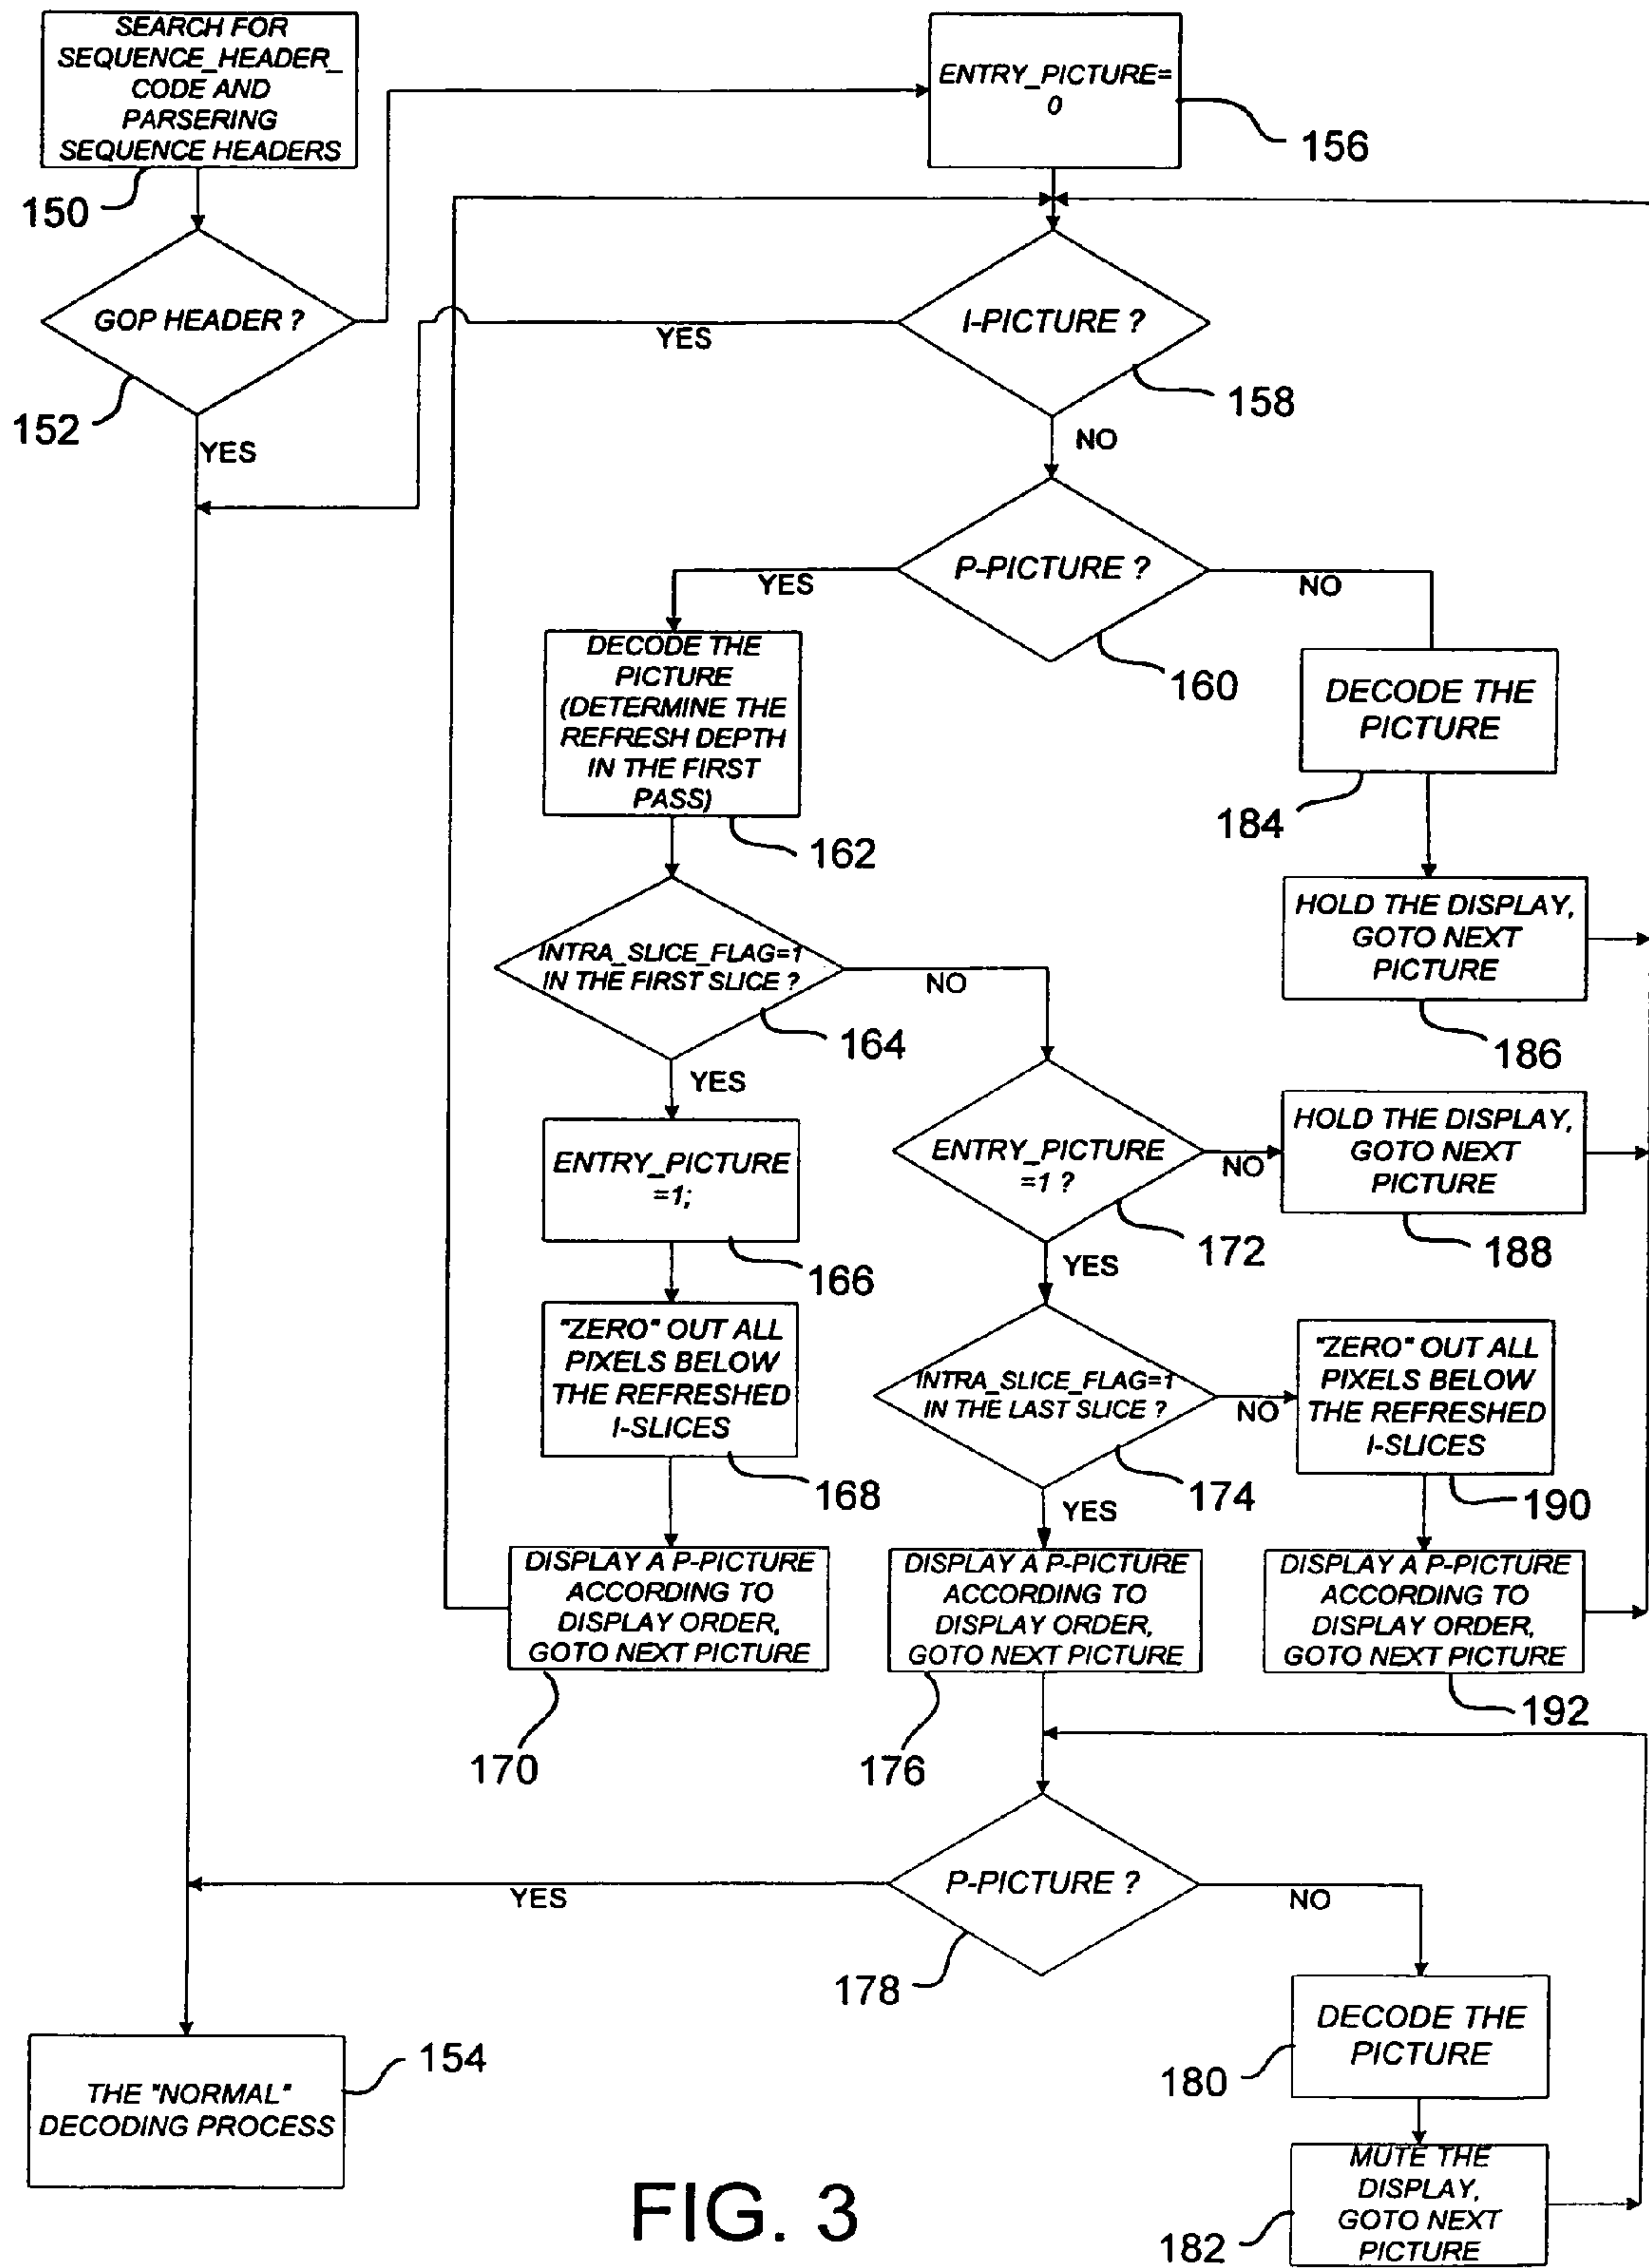 SEARCH FOR
SEQUENCE_HEADER_
CODE AND
PARSERING
SEQUENCE HEADERS
150
ENTRY_PICTURE=
0
156
GOP HEADER ?
152
YES
I-PICTURE ?
158
YES
NO
P-PICTURE ?
160
YES
NO
DECODE THE
PICTURE
(DETERMINE THE
REFRESH DEPTH
IN THE FIRST
PASS)
162
DECODE THE
PICTURE
184
HOLD THE DISPLAY,
GOTO NEXT
PICTURE
186
INTRA_SLICE_FLAG=1
IN THE FIRST SLICE ?
164
NO
YES
ENTRY_PICTURE
=1;
166
ENTRY_PICTURE
=1 ?
172
NO
YES
HOLD THE DISPLAY,
GOTO NEXT
PICTURE
188
"ZERO" OUT ALL
PIXELS BELOW
THE REFRESHED
I-SLICES
168
INTRA_SLICE_FLAG=1
IN THE LAST SLICE ?
174
NO
YES
"ZERO" OUT ALL
PIXELS BELOW
THE REFRESHED
I-SLICES
190
DISPLAY A P-PICTURE
ACCORDING TO
DISPLAY ORDER,
GOTO NEXT PICTURE
170
DISPLAY A P-PICTURE
ACCORDING TO
DISPLAY ORDER,
GOTO NEXT PICTURE
176
DISPLAY A P-PICTURE
ACCORDING TO
DISPLAY ORDER,
GOTO NEXT PICTURE
192
P-PICTURE ?
178
YES
NO
DECODE THE
PICTURE
180
MUTE THE
DISPLAY,
GOTO NEXT
PICTURE
182
THE "NORMAL"
DECODING PROCESS
154
FIG. 3